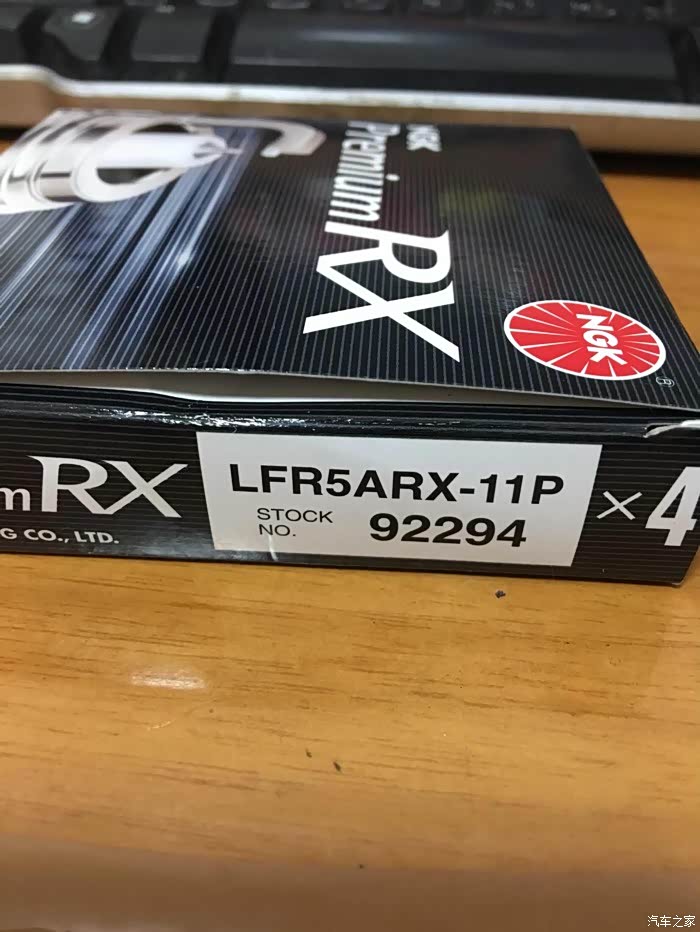 NGK
Premium RX
NGK
®
mRX
G CO., LTD.
LFR5ARX-11P
STOCK
NO.
92294
×4
汽车之家